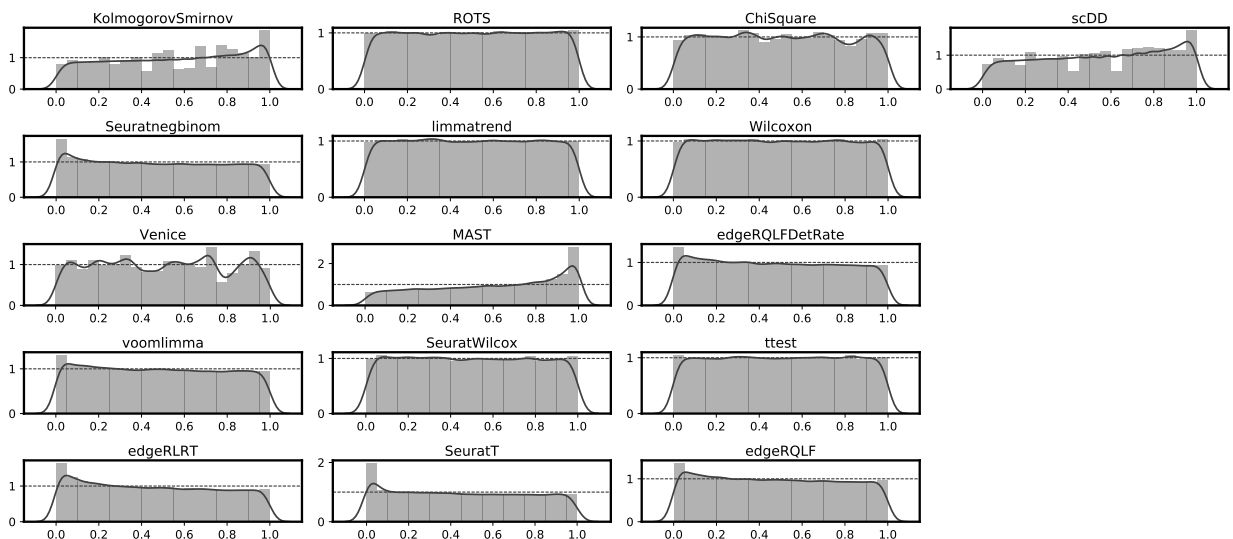 KolmogorovSmirnov ROTS ChiSquare scDD
1 1 1 1
0 0 0 0
0.0 0.2 0.4 0.6 0.8 1.0 0.0 0.2 0.4 0.6 0.8 1.0 0.0 0.2 0.4 0.6 0.8 1.0 0.0 0.2 0.4 0.6 0.8 1.0
Seuratnegbinom limmatrend Wilcoxon
1 1 1
0 0 0
0.0 0.2 0.4 0.6 0.8 1.0 0.0 0.2 0.4 0.6 0.8 1.0 0.0 0.2 0.4 0.6 0.8 1.0
Venice MAST edgeRQLFDetRate
1 2 1
0 0 0
0.0 0.2 0.4 0.6 0.8 1.0 0.0 0.2 0.4 0.6 0.8 1.0 0.0 0.2 0.4 0.6 0.8 1.0
voomlimma SeuratWilcox ttest
1 1 1
0 0 0
0.0 0.2 0.4 0.6 0.8 1.0 0.0 0.2 0.4 0.6 0.8 1.0 0.0 0.2 0.4 0.6 0.8 1.0
edgeRLRT SeuratT edgeRQLF
2
1 1 1
0 0 0
0.0 0.2 0.4 0.6 0.8 1.0 0.0 0.2 0.4 0.6 0.8 1.0 0.0 0.2 0.4 0.6 0.8 1.0